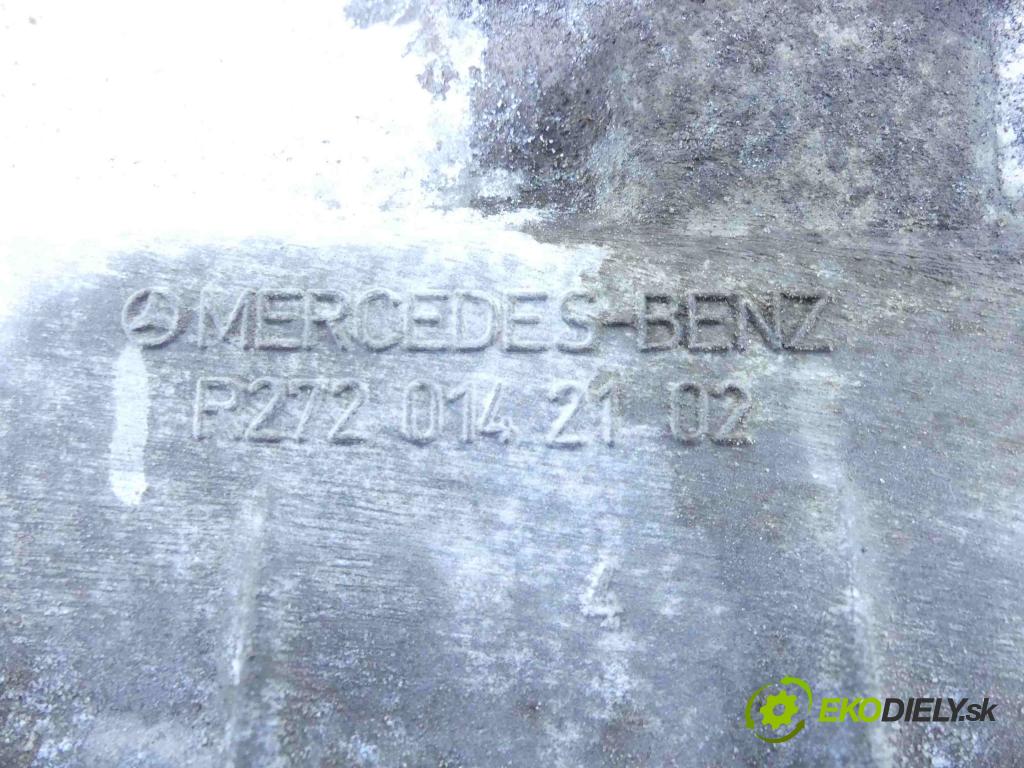 MERCEDES-BENZ
R272 014 21 02
4
EKODIELY.sk